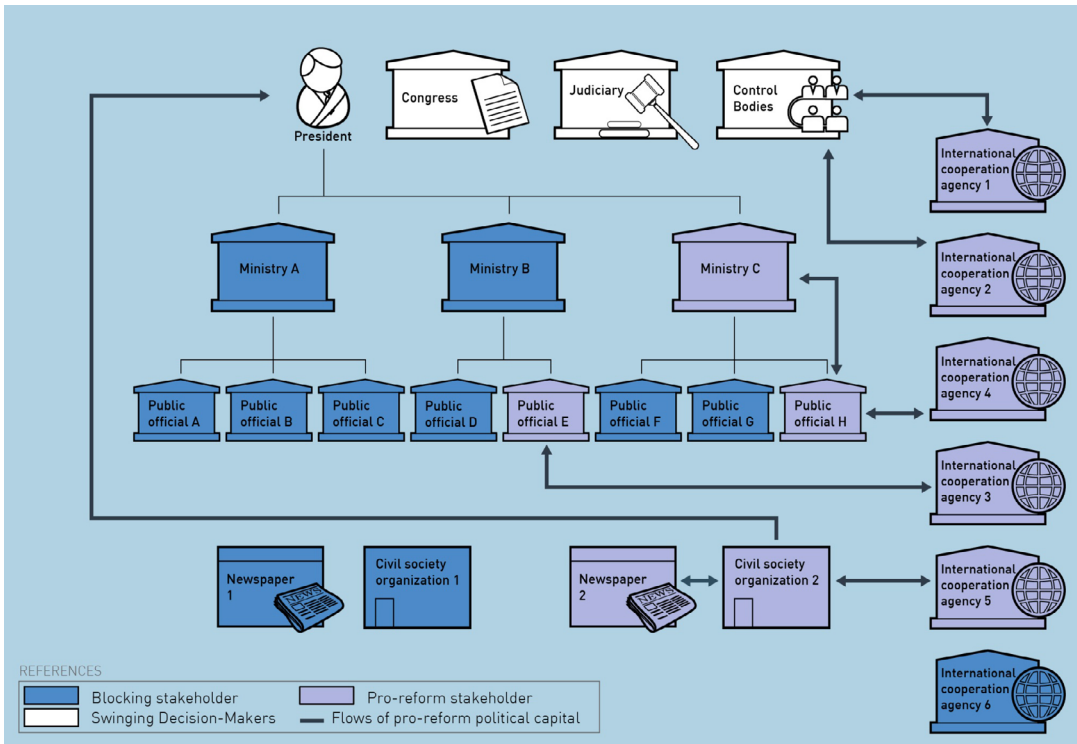 President
Congress
Judiciary
Control
Bodies
International
cooperation
agency 1
International
cooperation
agency 2
Ministry A
Ministry B
Ministry C
International
cooperation
agency 4
Public
official A
Public
official B
Public
official C
Public
official D
Public
official E
Public
official F
Public
official G
Public
official H
International
cooperation
agency 3
Newspaper
1
NEWS
Civil society
organization 1
Newspaper
2
NEWS
Civil society
organization 2
International
cooperation
agency 5
International
cooperation
agency 6
REFERENCES
Blocking stakeholder
Pro-reform stakeholder
Swinging Decision-Makers
Flows of pro-reform political capital